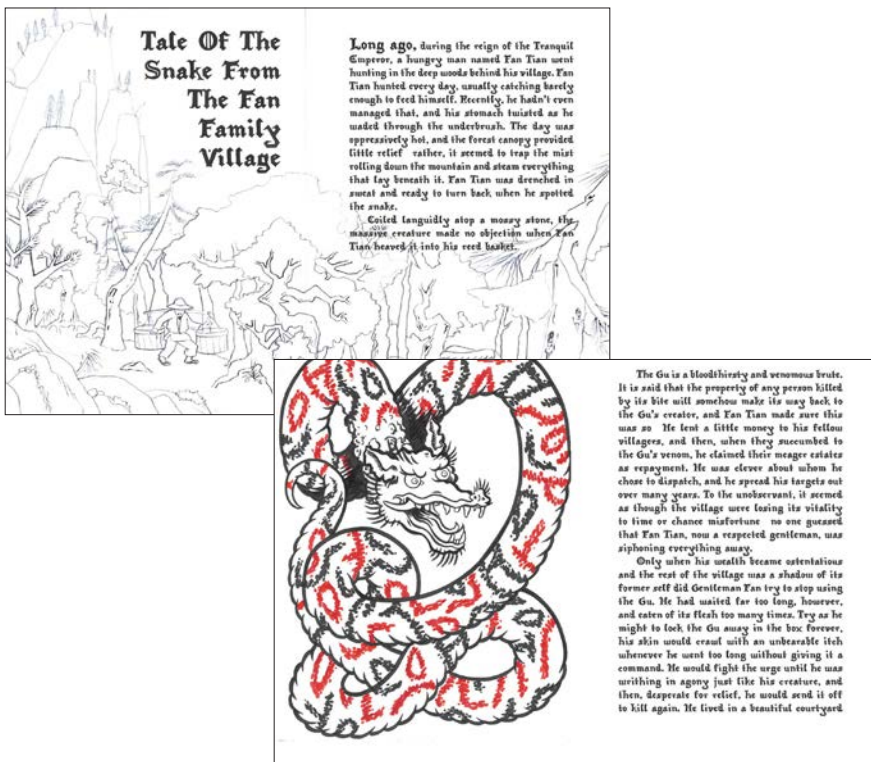 Tale Of The
Snake From
The Fan
Family
Village
Long ago, during the reign of the Tranquil
Emperor, a hungry man named Fan Tian went
hunting in the deep woods behind his village. Fan
Tian hunted every day, usually catching barely
enough to feed himself. Recently, he hadn't even
managed that, and his stomach twisted as he
waded through the underbrush. The day was
oppressively hot, and the forest canopy provided
little relief rather, it seemed to trap the mist
rolling down the mountain and steam everything
that lay beneath it. Fan Tian was drenched in
sweat and ready to turn back when he spotted
the snake.
Coiled languidly atop a mossy stone, the
massive creature made no objection when Fan
Tian heaved it into his reed basket.
The Gu is a bloodthirsty and venomous brute.
It is said that the property of any person killed
by its bite will somehow make its way back to
the Gu's creator, and Fan Tian made sure this
was so He lent a little money to his fellow
villagers, and then, when they succumbed to
the Gu's venom, he claimed their meager estates
as repayment. He was clever about whom he
chose to dispatch, and he spread his targets out
over many years. To the unobservant, it seemed
as though the village were losing its vitality
to time or chance misfortune no one guessed
that Fan Tian, now a respected gentleman, was
siphoning everything away.
Only when his wealth became ostentatious
and the rest of the village was a shadow of its
former self did Gentleman Fan try to stop using
the Gu. He had waited far too long, however,
and eaten of its flesh too many times. Try as he
might to lock the Gu away in the box forever,
his skin would crawl with an unbearable itch
whenever he went too long without giving it a
command. He would fight the urge until he was
writhing in agony just like his creature, and
then, desperate for relief, he would send it off
to kill again. He lived in a beautiful courtyard